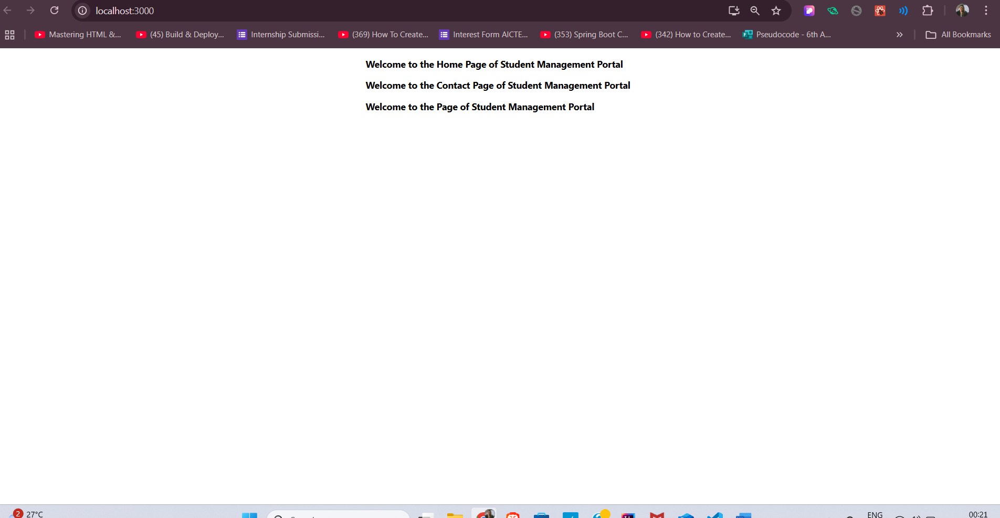 localhost:3000
Mastering HTML &...
(45) Build & Deploy...
Internship Submissi...
(369) How To Create...
Interest Form AICTE...
(353) Spring Boot C...
(342) How to Create...
Pseudocode - 6th A...
All Bookmarks
Welcome to the Home Page of Student Management Portal
Welcome to the Contact Page of Student Management Portal
Welcome to the Page of Student Management Portal
2
27°C
ENG
00:21